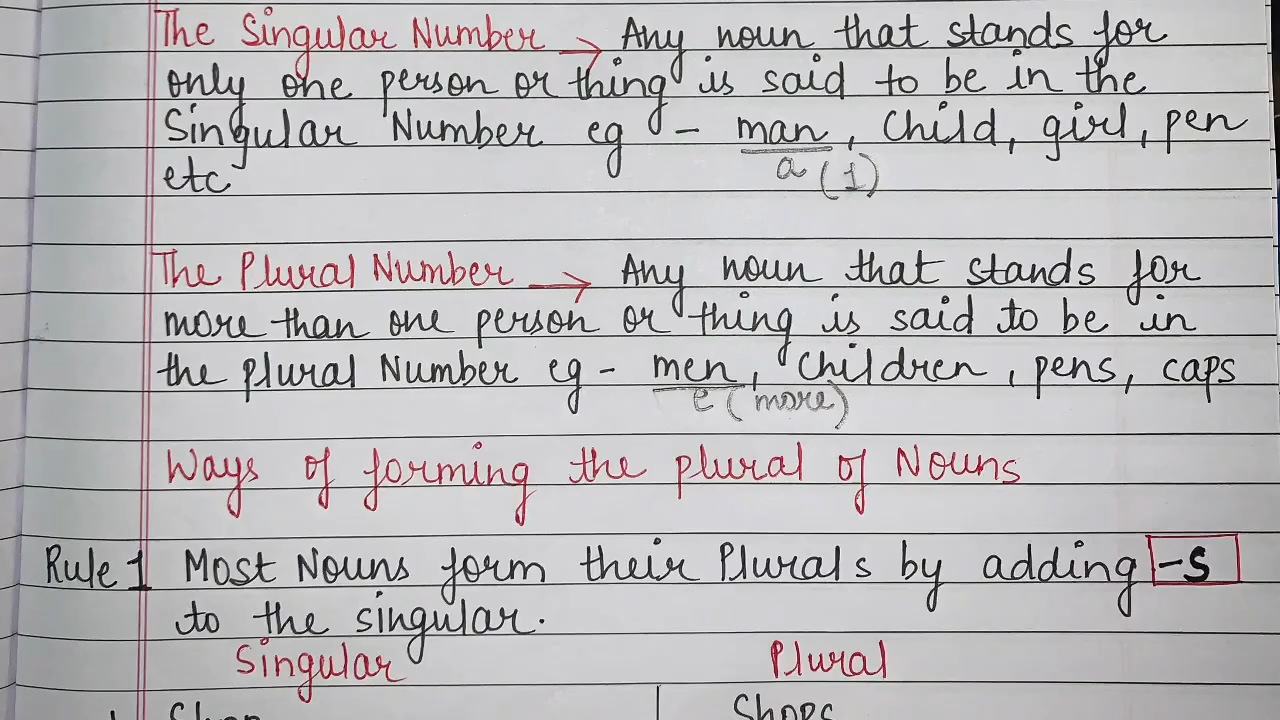 The Singular Number → Any noun that stands for
only one person or thing is said to be in the
Singular Number eg - man, Child, girl, pen
a (1)
etc
The Plural Number → Any noun that stands for
more than one person or thing is said to be in
the plural Number eg - men, Children, pens, caps
e (more)
Ways of forming the plural of Nouns
Rule 1 Most Nouns form their Plurals by adding -s
to the singular.
Singular Plural
Shop Shops